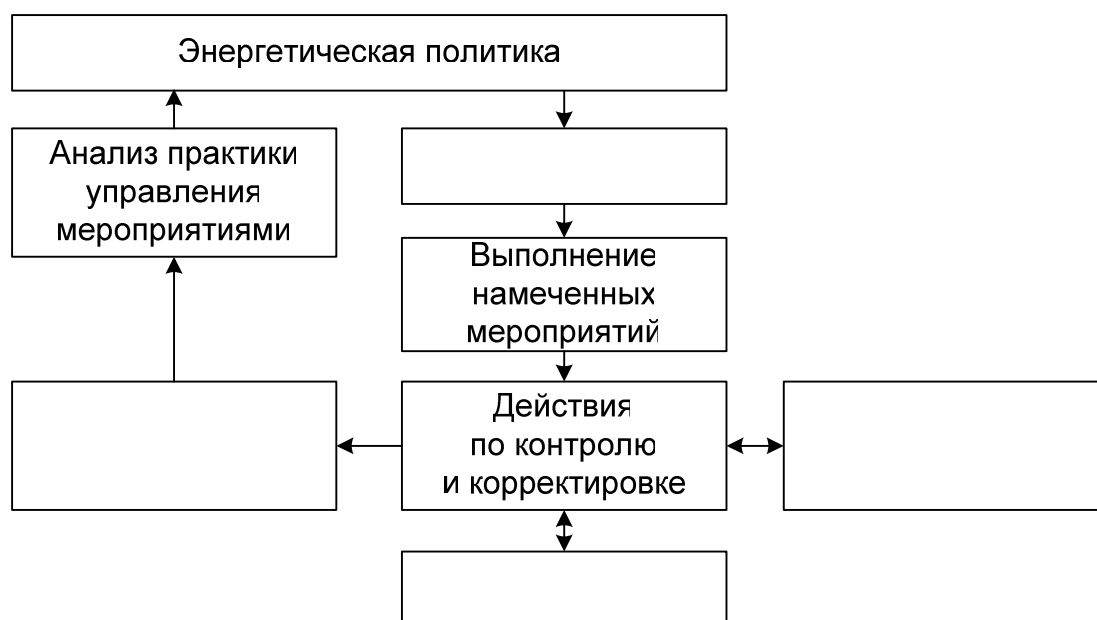 Энергетическая политика
Анализ практики
управления
мероприятиями
Выполнение
намеченных
мероприятий
Действия
по контролю
и корректировке